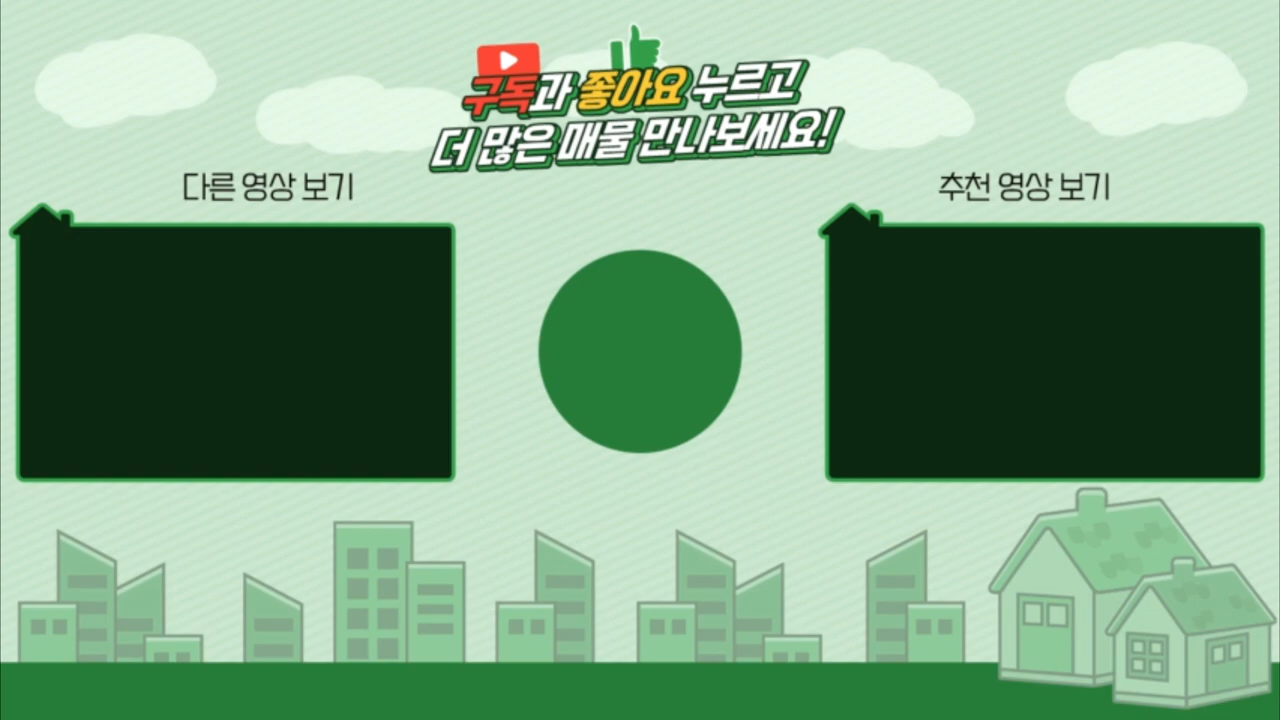 구독과 좋아요 누르고
더 많은 매물 만나보세요!
다른 영상 보기
추천 영상 보기